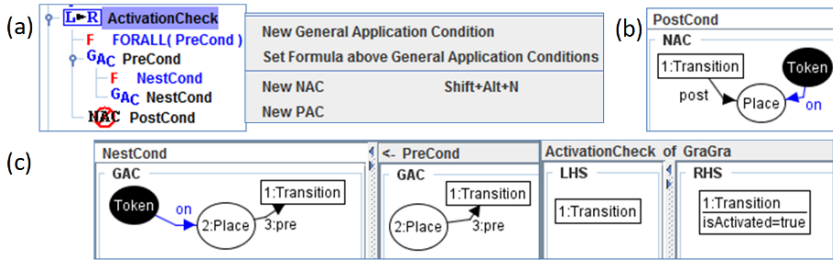 (a)
L R ActivationCheck
F FORALL( PreCond )
GAC PreCond
F NestCond
GAC NestCond
NAC PostCond
New General Application Condition
Set Formula above General Application Conditions
New NAC Shift+Alt+N
New PAC
(b)
PostCond
NAC
1:Transition
Token
post
Place
on
(c)
NestCond
GAC
Token
on
1:Transition
2:Place
3:pre
<- PreCond
GAC
1:Transition
2:Place
3:pre
ActivationCheck of GraGra
LHS
1:Transition
RHS
1:Transition
isActivated=true